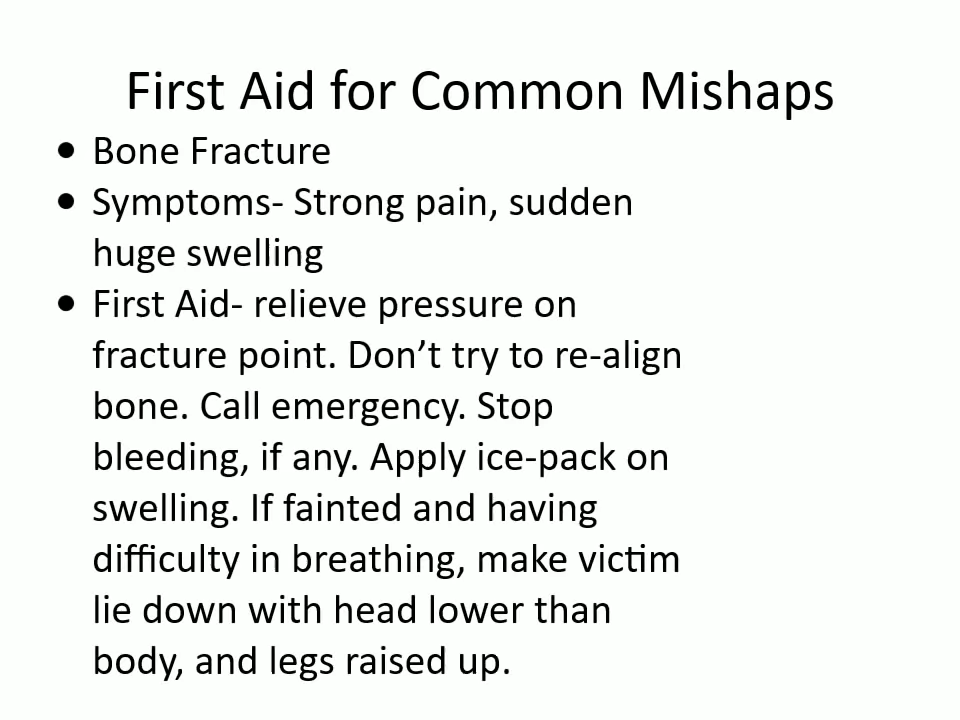 First Aid for Common Mishaps
• Bone Fracture
• Symptoms- Strong pain, sudden
huge swelling
• First Aid- relieve pressure on
fracture point. Don’t try to re-align
bone. Call emergency. Stop
bleeding, if any. Apply ice-pack on
swelling. If fainted and having
difficulty in breathing, make victim
lie down with head lower than
body, and legs raised up.